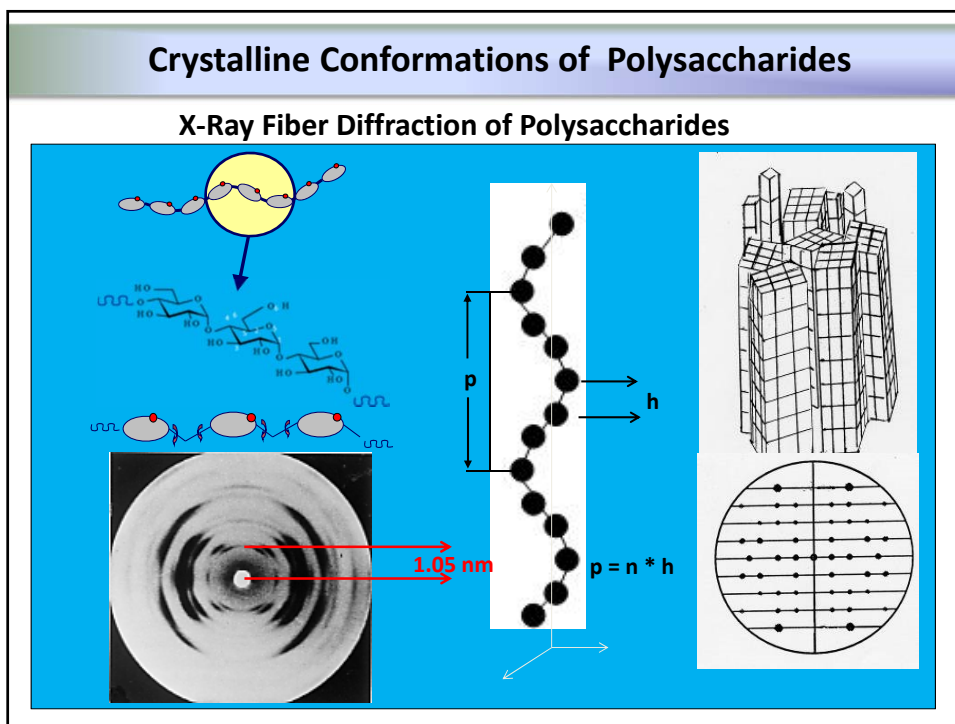 Crystalline Conformations of Polysaccharides
X-Ray Fiber Diffraction of Polysaccharides
p
h
1.05 nm
p = n * h